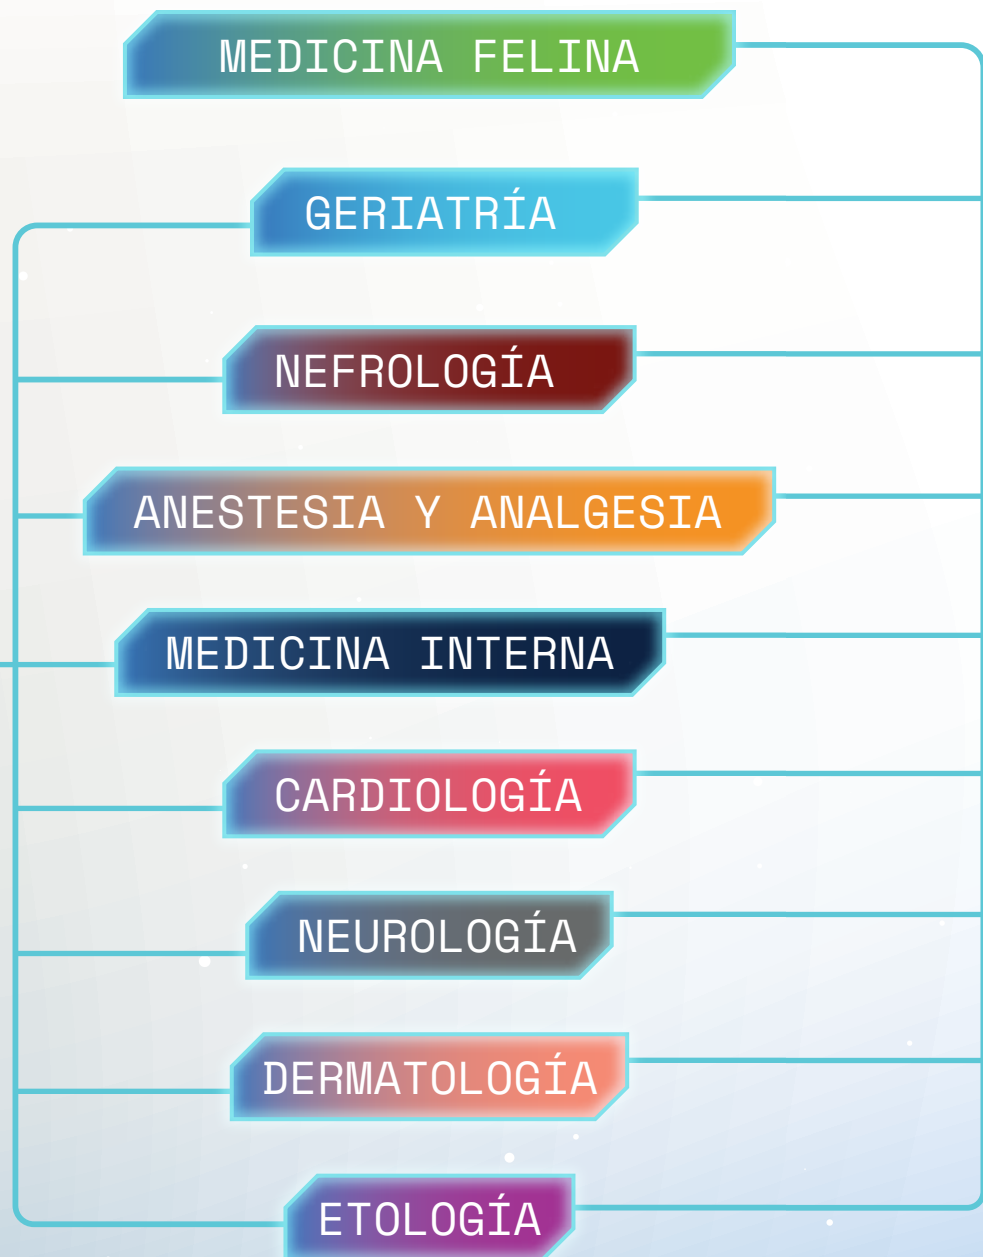 MEDICINA FELINA
GERIATRÍA
NEFROLOGÍA
ANESTESIA Y ANALGESIA
MEDICINA INTERNA
CARDIOLOGÍA
NEUROLOGÍA
DERMATOLOGÍA
ETOLOGÍA